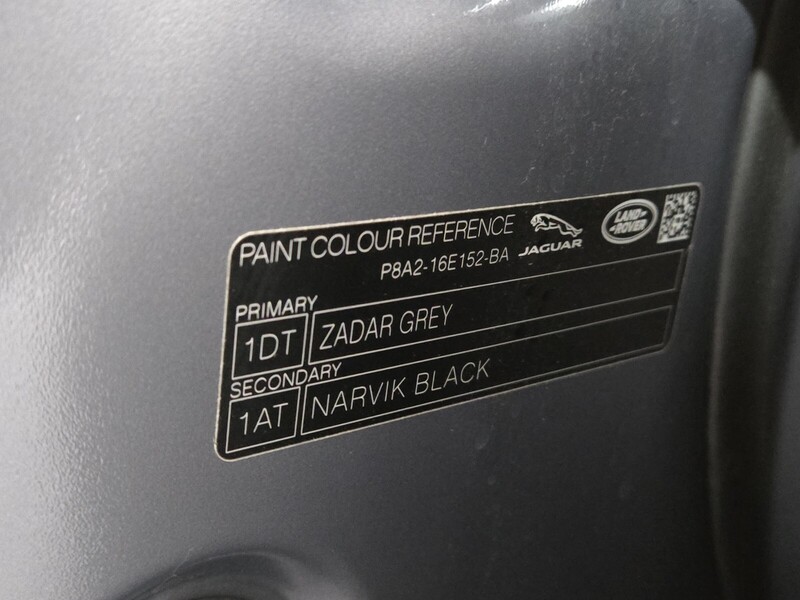 PAINT COLOUR REFERENCE
P8A2-16E152-BA
JAGUAR
LAND ROVER
PRIMARY
1DT ZADAR GREY
SECONDARY
1AT NARVIK BLACK